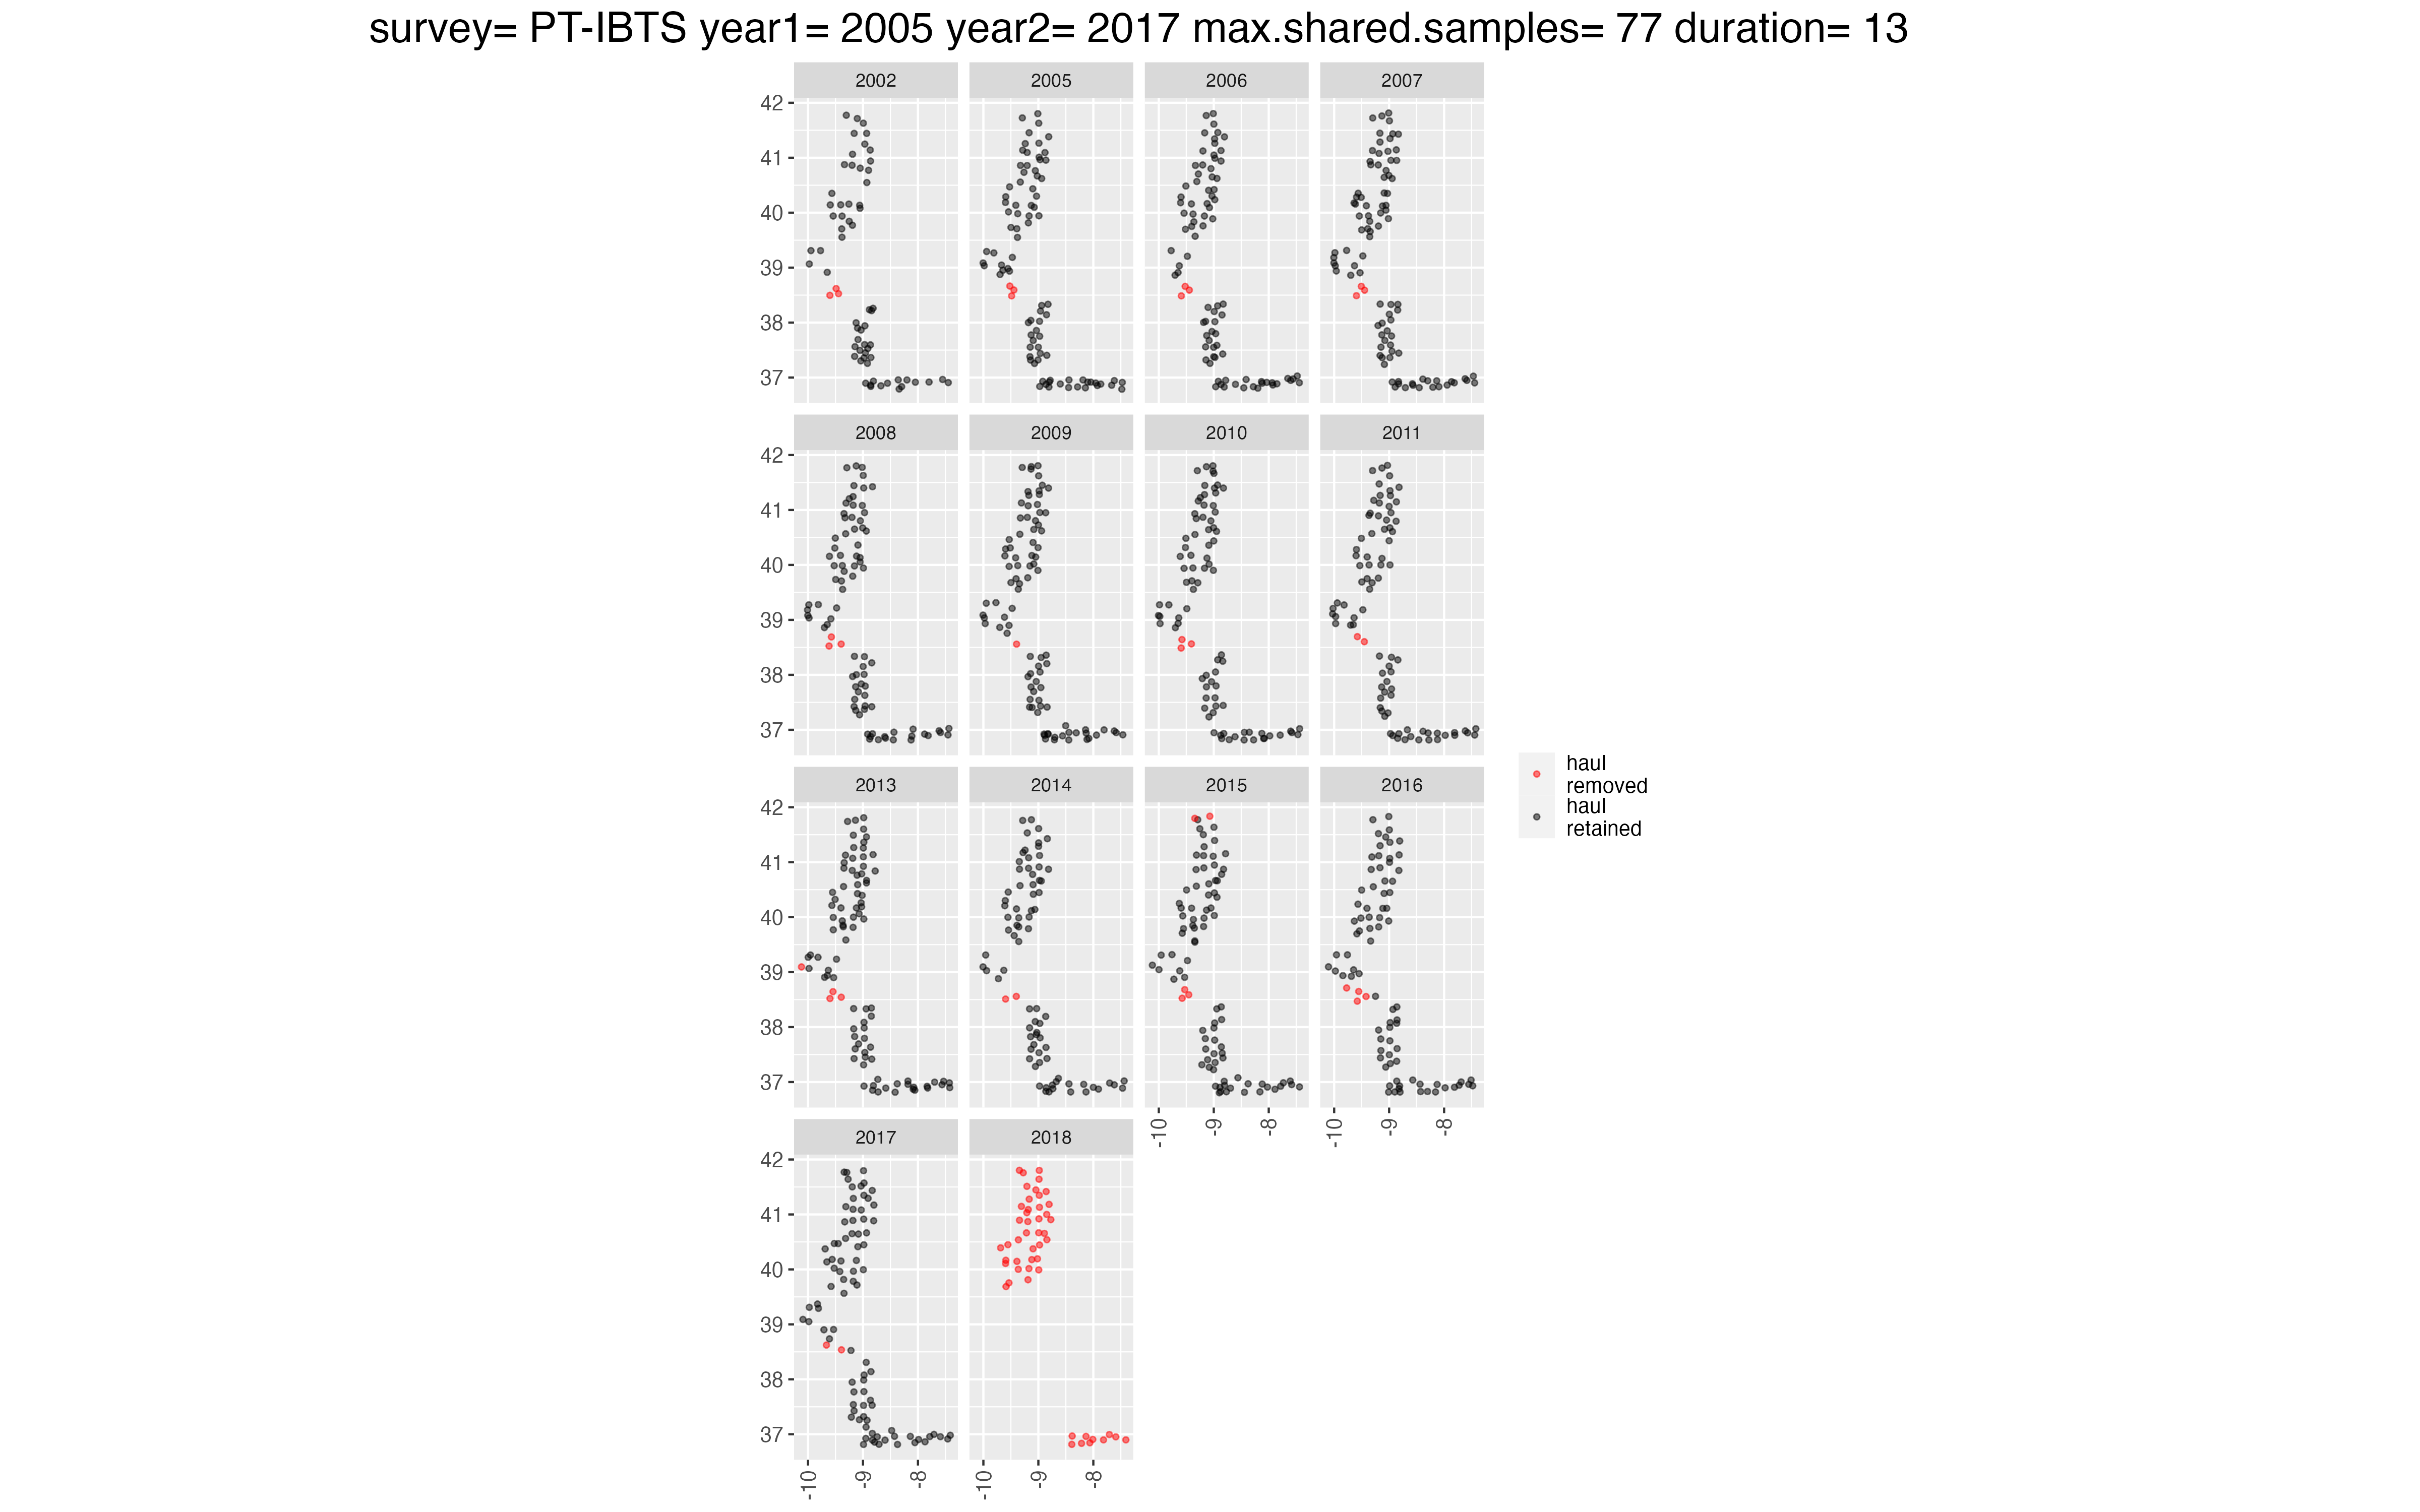 survey= PT-IBTS year1= 2005 year2= 2017 max.shared.samples= 77 duration= 13
2002 2005 2006 2007
42
41
40
39
38
37
2008 2009 2010 2011
42
41
40
39
38
37
haul
removed
haul
retained
2013 2014 2015 2016
42
41
40
39
38
37
-10 -9 -8 -10 -9 -8
2017 2018
42
41
40
39
38
37
-10 -9 -8 -10 -9 -8